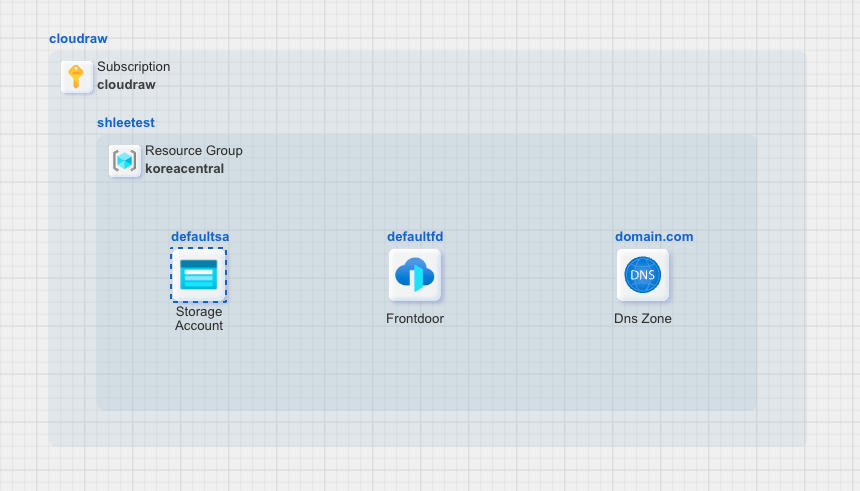 cloudraw
Subscription
cloudraw
shleetest
Resource Group
koreacentral
defaultsa
Storage
Account
defaultfd
Frontdoor
domain.com
DNS
Dns Zone